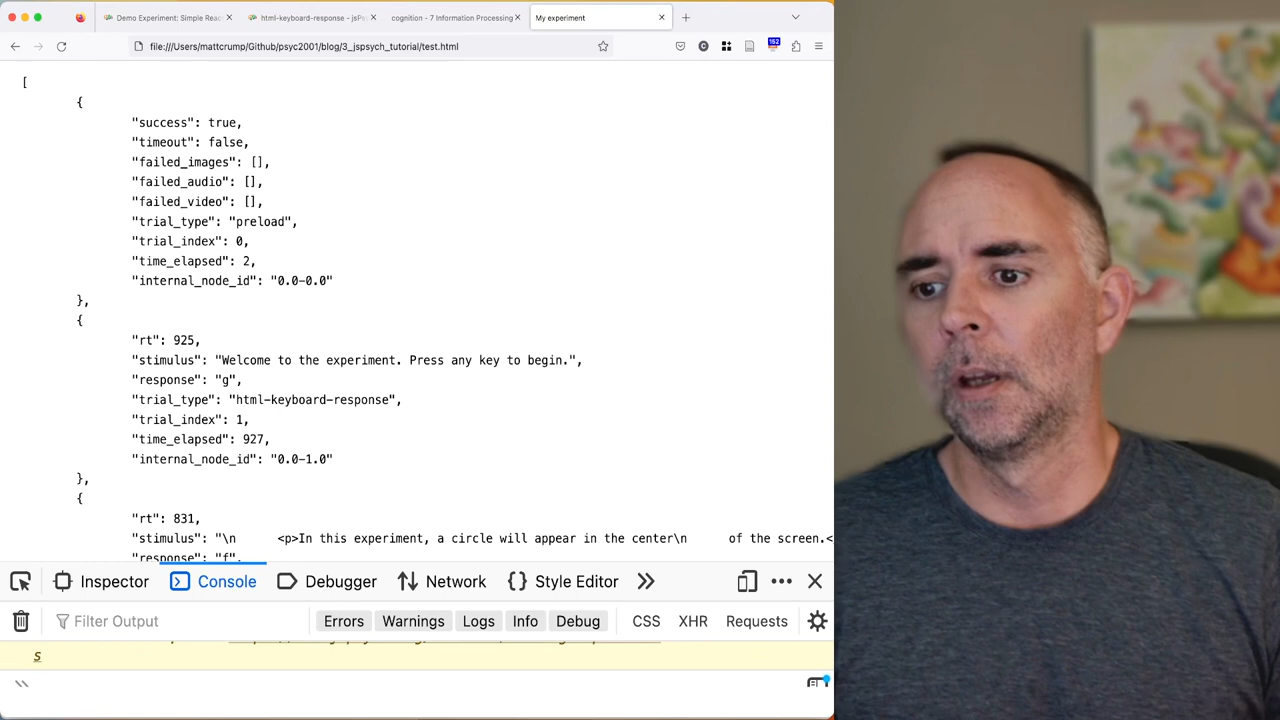 Demo Experiment: Simple Reac
html-keyboard-response - jsPs
cognition - 7 Information Processing
My experiment
file:///Users/mattcrump/Github/psyc2001/blog/3_jspsych_tutorial/test.html
152
[
{
"success": true,
"timeout": false,
"failed_images": [],
"failed_audio": [],
"failed_video": [],
"trial_type": "preload",
"trial_index": 0,
"time_elapsed": 2,
"internal_node_id": "0.0-0.0"
},
{
"rt": 925,
"stimulus": "Welcome to the experiment. Press any key to begin.",
"response": "g",
"trial_type": "html-keyboard-response",
"trial_index": 1,
"time_elapsed": 927,
"internal_node_id": "0.0-1.0"
},
{
"rt": 831,
"stimulus": "\n <p>In this experiment, a circle will appear in the center\n of the screen.<
"response": "f",
Inspector Console Debugger Network {} Style Editor
Filter Output Errors Warnings Logs Info Debug CSS XHR Requests
S